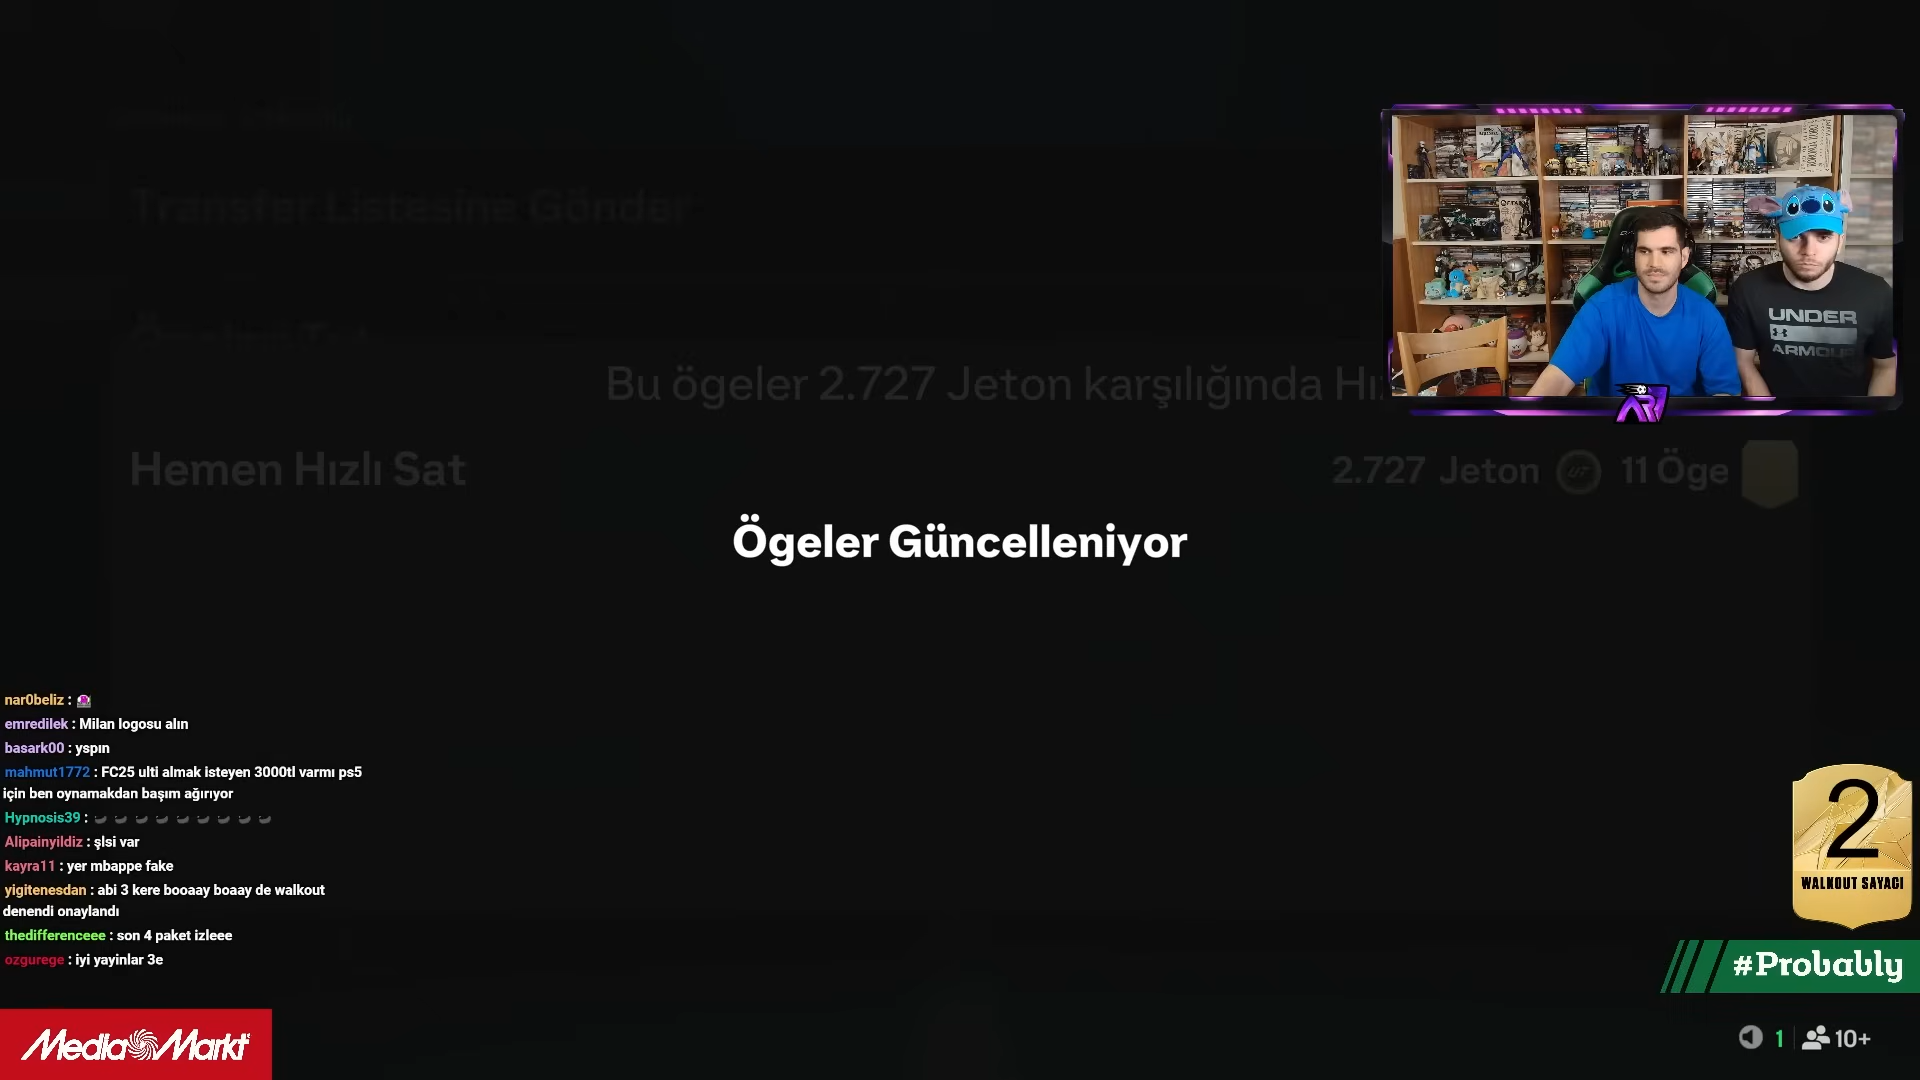 Transfer Listesine Gönder
Bu ögeler 2.727 Jeton karşılığında Hı
Hemen Hızlı Sat
2.727 Jeton
11 Öge
Ögeler Güncelleniyor
UNDER
ARMOUR
nar0beliz :
emredilek : Milan logosu alın
basark00 : yspın
mahmut1772 : FC25 ulti almak isteyen 3000tl varmı ps5
için ben oynamakdan başım ağırıyor
Hypnosis39 :
Alipainyildiz : şlsi var
kayra11 : yer mbappe fake
yigitenesdan : abi 3 kere booaay boaay de walkout
denendi onaylandı
thedifferenceee : son 4 paket izleee
ozgurege : iyi yayinlar 3e
2
WALKOUT SAYACI
#Probably
MediaMarkt
1
10+